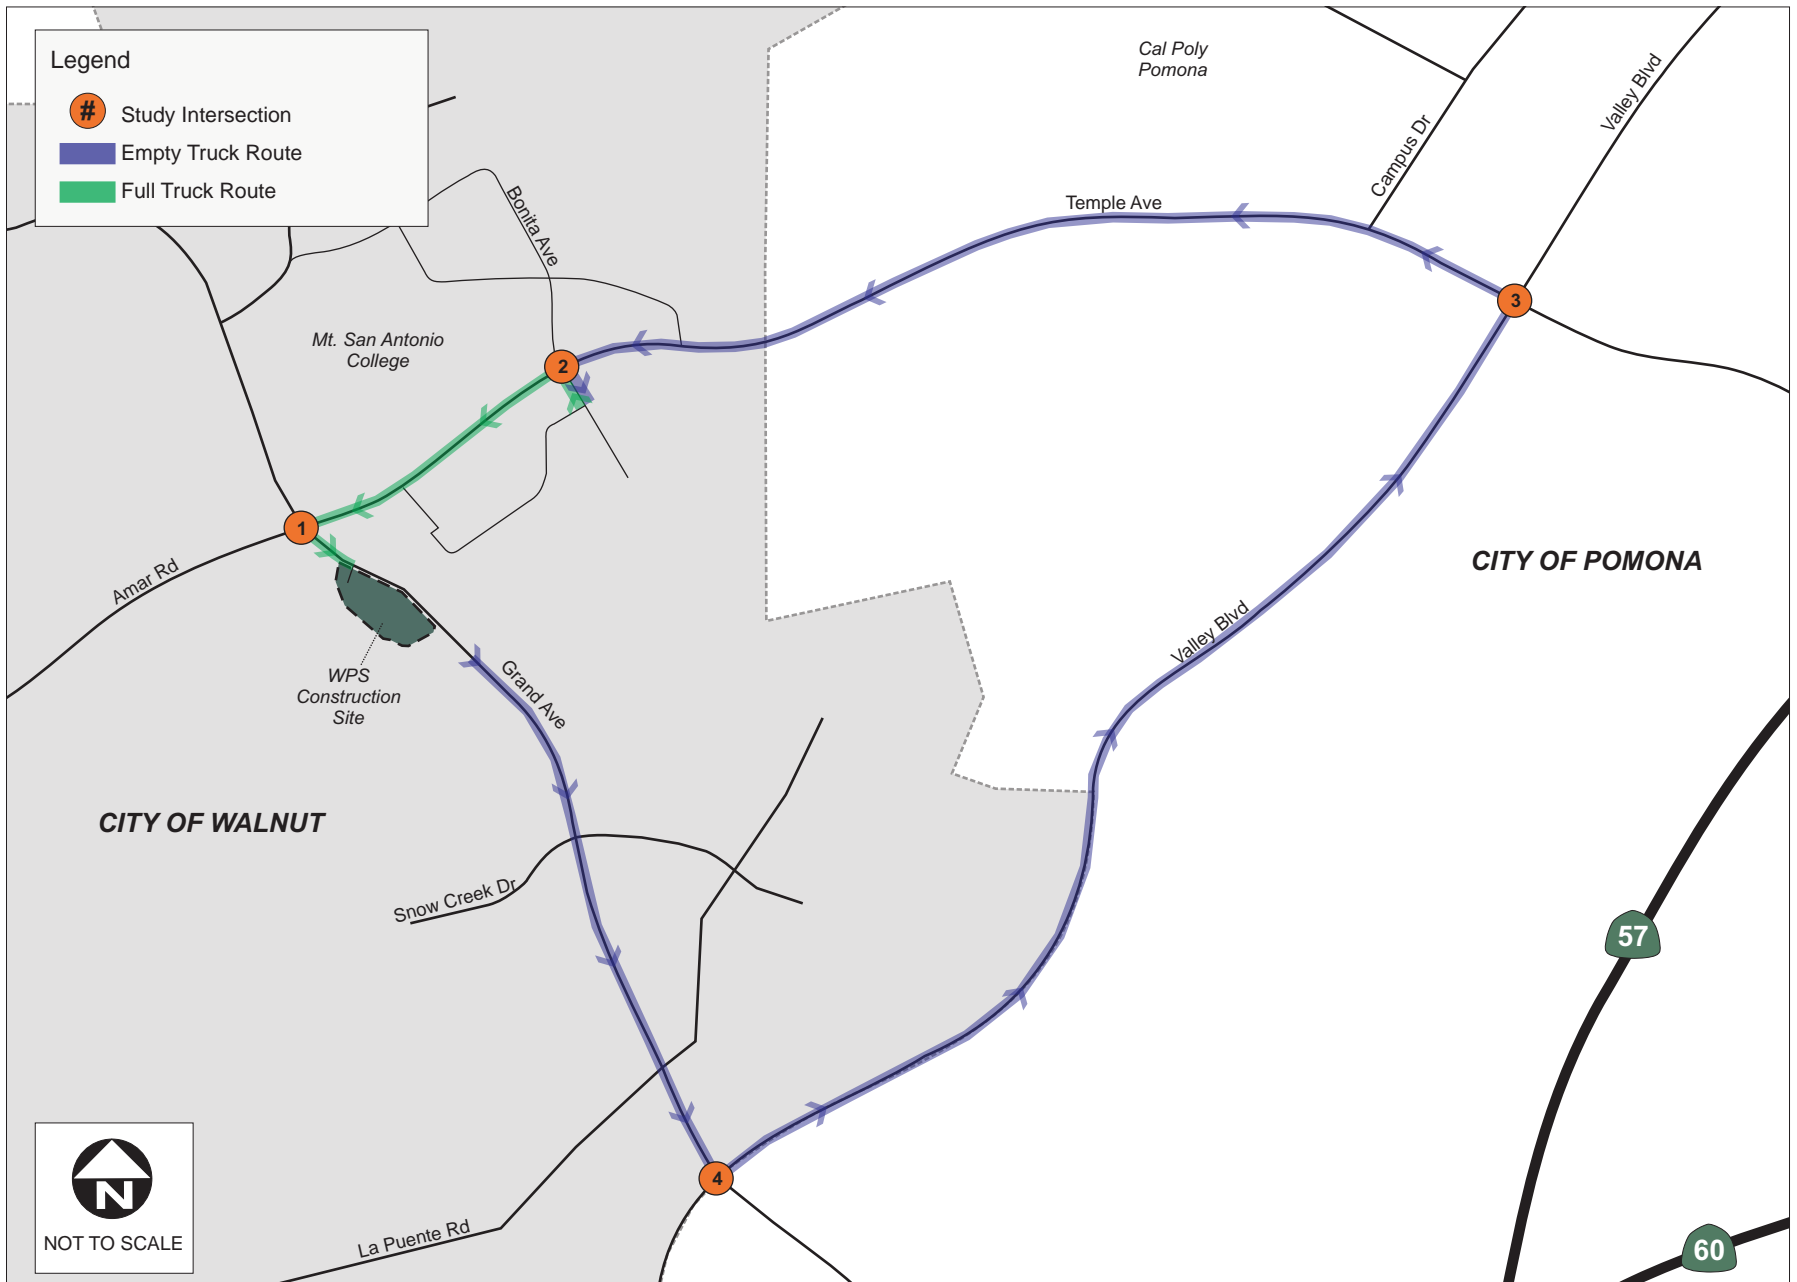 Legend
#
Study Intersection
Empty Truck Route
Full Truck Route
Cal Poly
Pomona
Valley Blvd
Campus Dr
Temple Ave
Bonita Ave
3
Mt. San Antonio
College
2
1
Amar Rd
CITY OF POMONA
Valley Blvd
WPS
Construction
Site
Grand Ave
CITY OF WALNUT
Snow Creek Dr
57
4
La Puente Rd
N
NOT TO SCALE
60